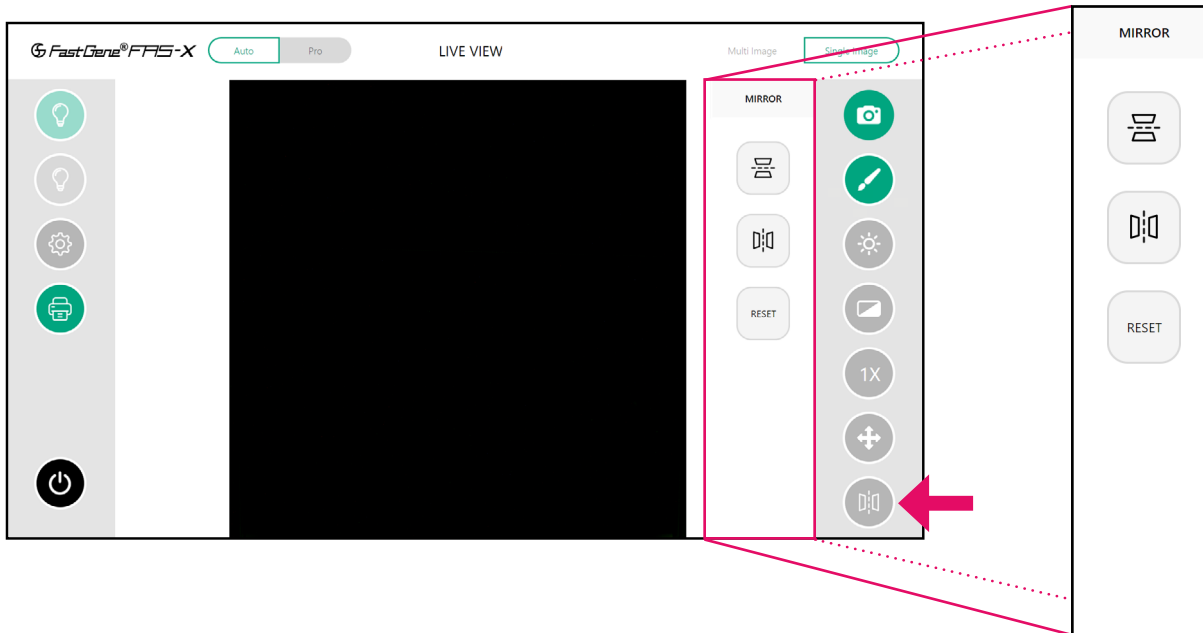 FastGene® FAS-X
Auto
Pro
LIVE VIEW
Multi Image
Single Image
MIRROR
RESET
1X
MIRROR
RESET